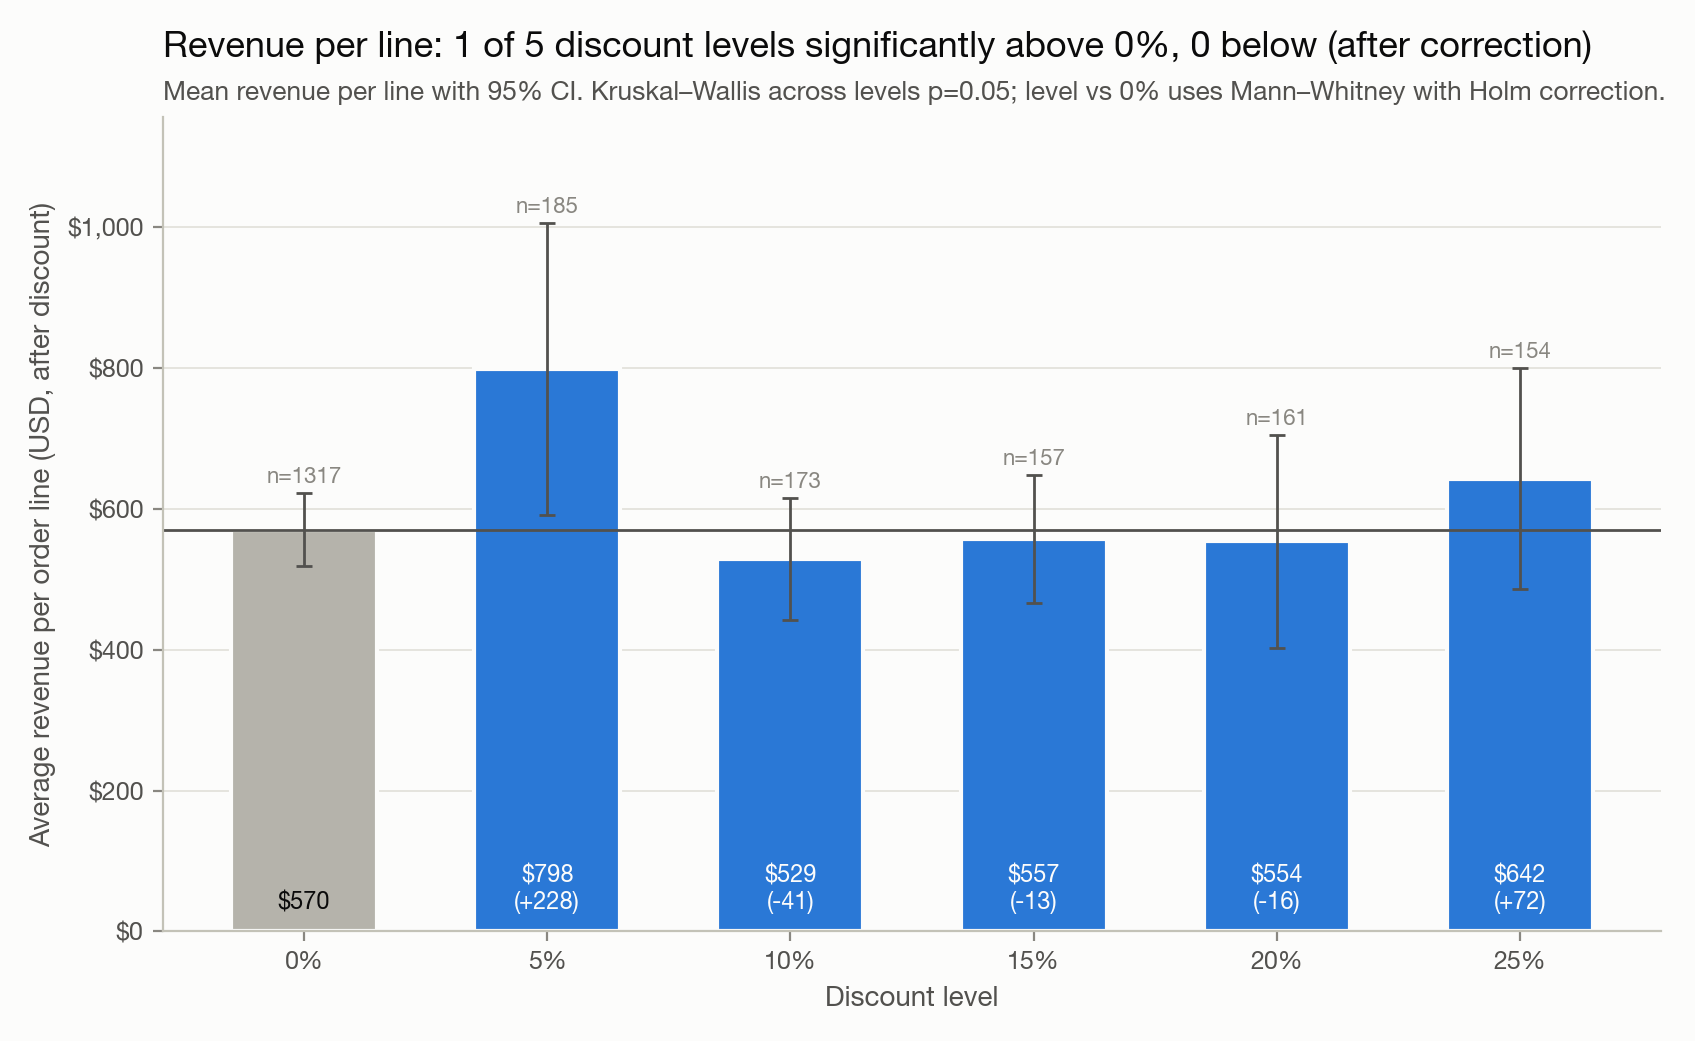 Revenue per line: 1 of 5 discount levels significantly above 0%, 0 below (after correction)
Mean revenue per line with 95% CI. Kruskal–Wallis across levels p=0.05; level vs 0% uses Mann–Whitney with Holm correction.
Average revenue per order line (USD, after discount)
$1,000
$800
$600
$400
$200
$0
n=1317
n=185
n=173
n=157
n=161
n=154
$570
$798
(+228)
$529
(-41)
$557
(-13)
$554
(-16)
$642
(+72)
0%
5%
10%
15%
20%
25%
Discount level